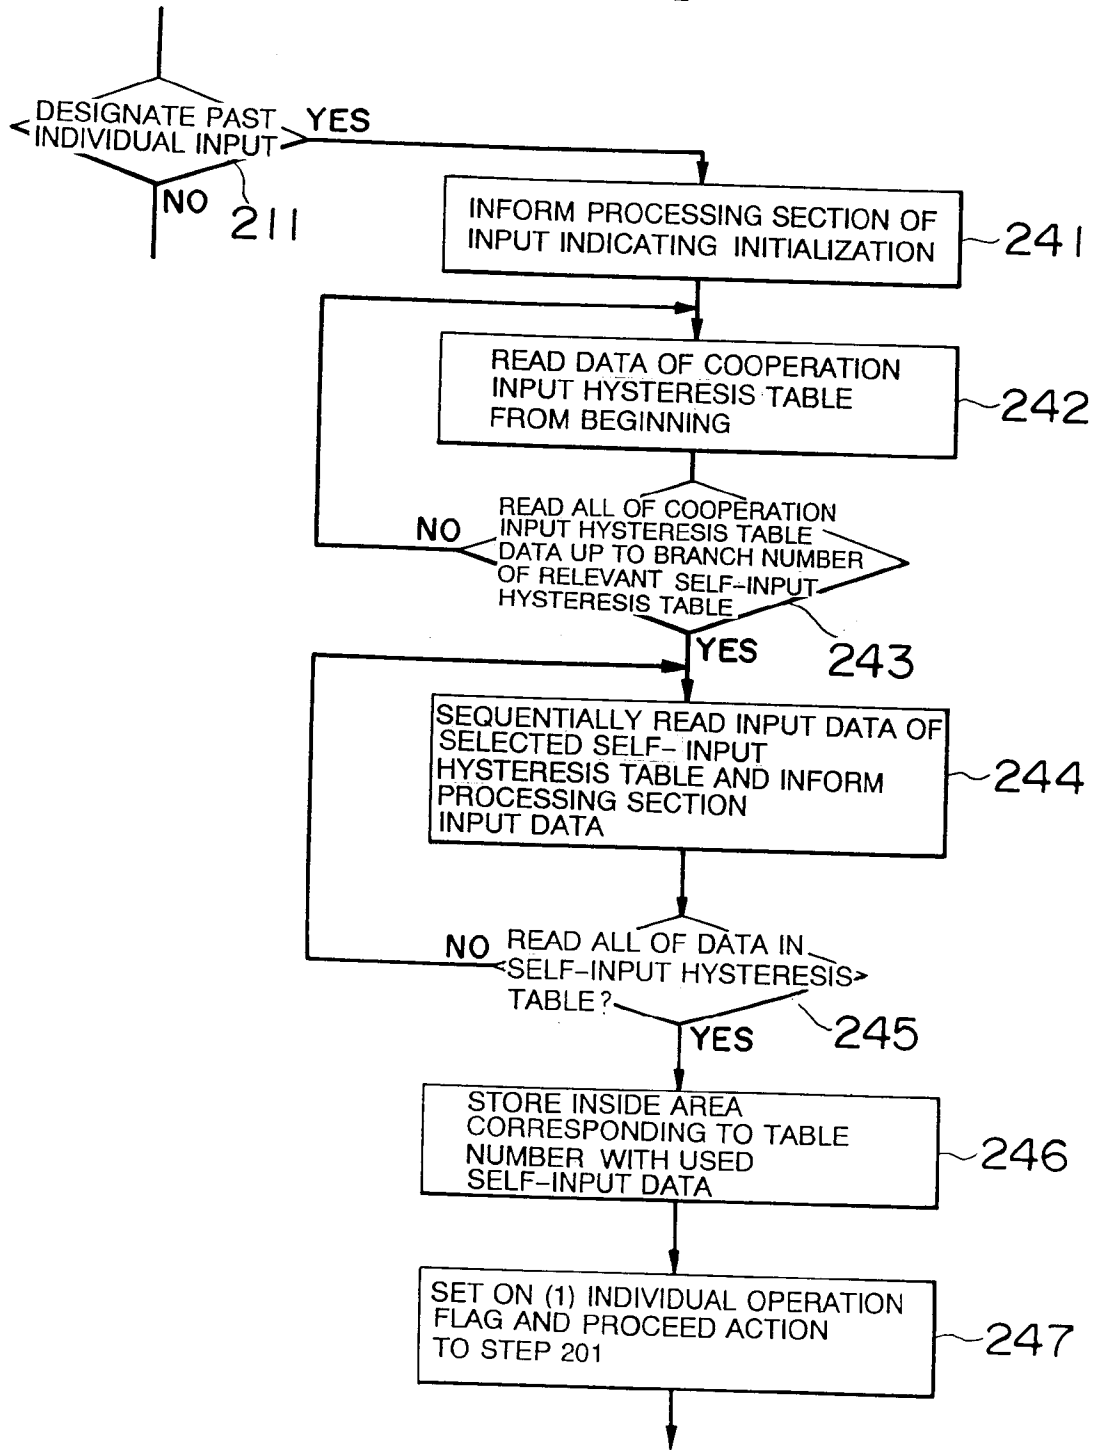 DESIGNATE PAST
INDIVIDUAL INPUT
YES
NO
211
INFORM PROCESSING SECTION OF
INPUT INDICATING INITIALIZATION
241
READ DATA OF COOPERATION
INPUT HYSTERESIS TABLE
FROM BEGINNING
242
READ ALL OF COOPERATION
INPUT HYSTERESIS TABLE
DATA UP TO BRANCH NUMBER
OF RELEVANT SELF-INPUT
HYSTERESIS TABLE
NO
YES
243
SEQUENTIALLY READ INPUT DATA OF
SELECTED SELF- INPUT
HYSTERESIS TABLE AND INFORM
PROCESSING SECTION
INPUT DATA
244
NO
READ ALL OF DATA IN
SELF-INPUT HYSTERESIS
TABLE?
YES
245
STORE INSIDE AREA
CORRESPONDING TO TABLE
NUMBER WITH USED
SELF-INPUT DATA
246
SET ON (1) INDIVIDUAL OPERATION
FLAG AND PROCEED ACTION
TO STEP 201
247